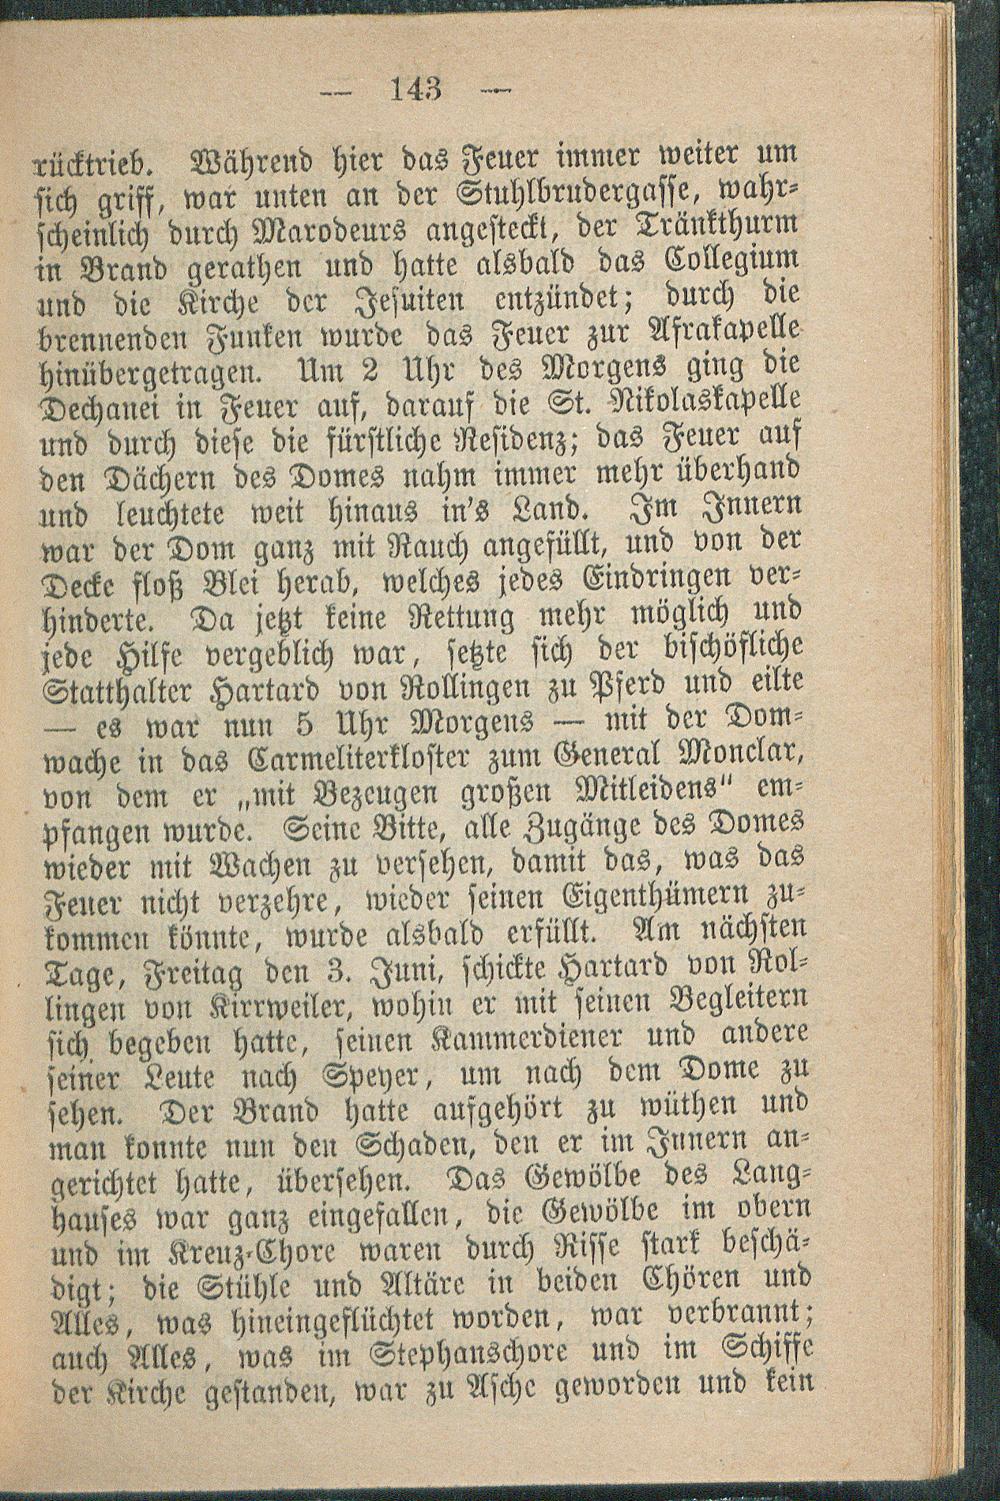 — 143 —
rücktrieb. Während hier das Feuer immer weiter um
sich griff, war unten an der Stuhlbrudergasse, wahr-
scheinlich durch Marodeurs angesteckt, der Tränkthurm
in Brand gerathen und hatte alsbald das Collegium
und die Kirche der Jesuiten entzündet; durch die
brennenden Funken wurde das Feuer zur Afrakapelle
hinübergetragen. Um 2 Uhr des Morgens ging die
Dechanei in Feuer auf, darauf die St. Nikolaskapelle
und durch diese die fürstliche Residenz; das Feuer auf
den Dächern des Domes nahm immer mehr überhand
und leuchtete weit hinaus in's Land. Im Innern
war der Dom ganz mit Rauch angefüllt, und von der
Decke floß Blei herab, welches jedes Eindringen ver-
hinderte. Da jetzt keine Rettung mehr möglich und
jede Hilfe vergeblich war, setzte sich der bischöfliche
Statthalter Hartard von Rollingen zu Pferd und eilte
— es war nun 5 Uhr Morgens — mit der Dom-
wache in das Carmeliterkloster zum General Monclar,
von dem er „mit Bezeugen großen Mitleidens" em-
pfangen wurde. Seine Bitte, alle Zugänge des Domes
wieder mit Wachen zu versehen, damit das, was das
Feuer nicht verzehre, wieder seinen Eigenthümern zu-
kommen könnte, wurde alsbald erfüllt. Am nächsten
Tage, Freitag den 3. Juni, schickte Hartard von Rol-
lingen von Kirrweiler, wohin er mit seinen Begleitern
sich begeben hatte, seinen Kammerdiener und andere
seiner Leute nach Speyer, um nach dem Dome zu
sehen. Der Brand hatte aufgehört zu wüthen und
man konnte nun den Schaden, den er im Innern an-
gerichtet hatte, übersehen. Das Gewölbe des Lang-
hauses war ganz eingefallen, die Gewölbe im obern
und im Kreuz-Chore waren durch Risse stark beschä-
digt; die Stühle und Altäre in beiden Chören und
Alles, was hineingeflüchtet worden, war verbrannt;
auch Alles, was im Stephanschore und im Schiffe
der Kirche gestanden, war zu Asche geworden und kein